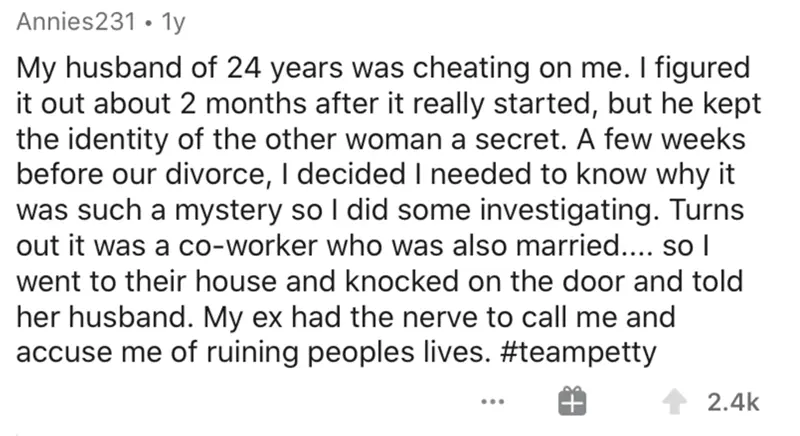 Annies231 • 1y
My husband of 24 years was cheating on me. I figured
it out about 2 months after it really started, but he kept
the identity of the other woman a secret. A few weeks
before our divorce, I decided I needed to know why it
was such a mystery so I did some investigating. Turns
out it was a co-worker who was also married.... so I
went to their house and knocked on the door and told
her husband. My ex had the nerve to call me and
accuse me of ruining peoples lives. #teampetty
... 2.4k